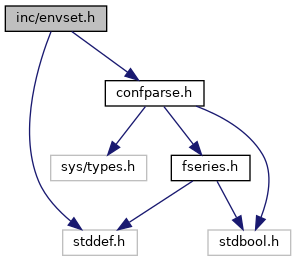 inc/envset.h
confparse.h
sys/types.h
fseries.h
stddef.h
stdbool.h